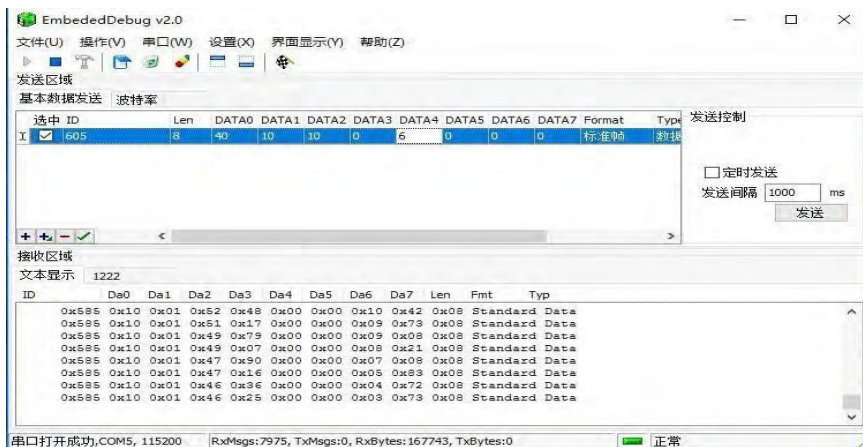 EmbededDebug v2.0
文件(U) 操作(V) 串口(W) 设置(X) 界面显示(Y) 帮助(Z)
发送区域
基本数据发送 波特率
选中 ID Len DATA0 DATA1 DATA2 DATA3 DATA4 DATA5 DATA6 DATA7 Format Type
605 8 40 10 10 0 6 0 0 0 标准帧 数据
发送控制
定时发送
发送间隔 1000 ms
发送
接收区域
文本显示 1222
ID Da0 Da1 Da2 Da3 Da4 Da5 Da6 Da7 Len Fmt Typ
0x585 0x10 0x01 0x52 0x48 0x00 0x00 0x10 0x42 0x08 Standard Data
0x585 0x10 0x01 0x51 0x17 0x00 0x00 0x09 0x73 0x08 Standard Data
0x585 0x10 0x01 0x49 0x79 0x00 0x00 0x09 0x08 0x08 Standard Data
0x585 0x10 0x01 0x49 0x07 0x00 0x00 0x08 0x21 0x08 Standard Data
0x585 0x10 0x01 0x47 0x90 0x00 0x00 0x07 0x08 0x08 Standard Data
0x585 0x10 0x01 0x47 0x16 0x00 0x00 0x05 0x83 0x08 Standard Data
0x585 0x10 0x01 0x46 0x36 0x00 0x00 0x04 0x72 0x08 Standard Data
0x585 0x10 0x01 0x46 0x25 0x00 0x00 0x03 0x73 0x08 Standard Data
串口打开成功,COM5, 115200 RxMsgs:7975, TxMsgs:0, RxBytes:167743, TxBytes:0 正常